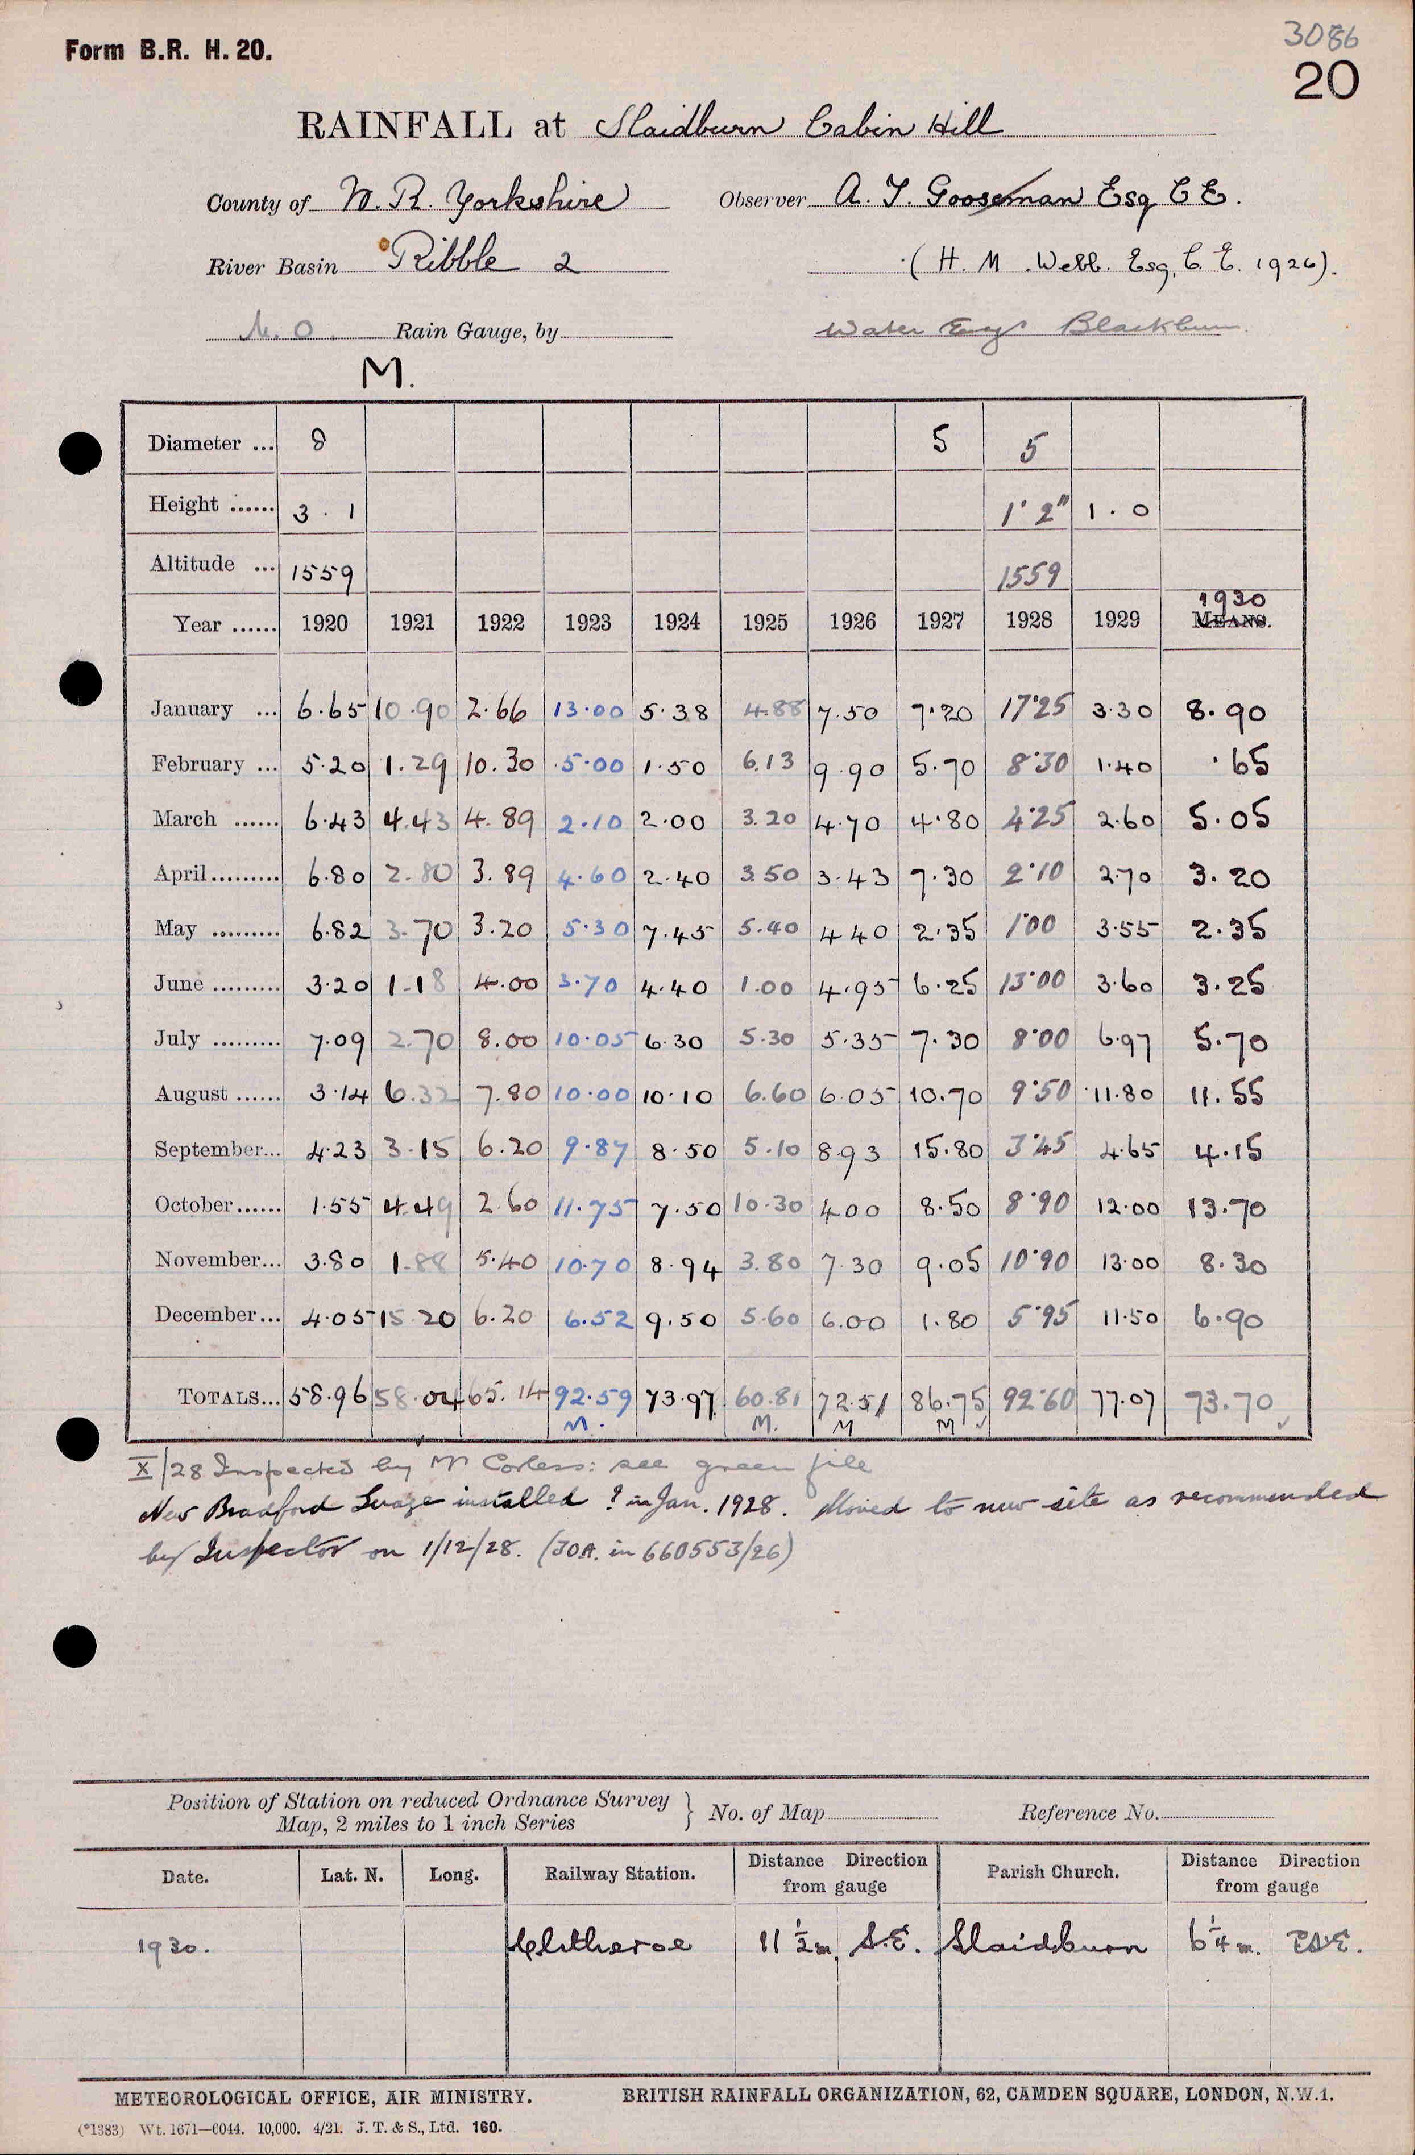 3086
Form B.R. H. 20.
20
RAINFALL at Slaidburn Cabin Hill
County of W. R. Yorkshire Observer A. T. Gooseman Esq C E.
River Basin Ribble 2 (H. M. Webb. Esq, C. E. 1926).
M. O. Rain Gauge, by Water Engr Blackburn.
M.
Diameter ... 8 5 5
Height ...... 3 . 1 1' 2" 1 . 0
Altitude ... 1559 1559
Year ...... 1920 1921 1922 1923 1924 1925 1926 1927 1928 1929 1930 MEANS.
January ... 6.65 10.90 2.66 13.00 5.38 4.88 7.50 7.20 17.25 3.30 8.90
February ... 5.20 1.29 10.30 5.00 1.50 6.13 9.90 5.70 8.30 1.40 .65
March ...... 6.43 4.43 4.89 2.10 2.00 3.20 4.70 4.80 4.25 2.60 5.05
April ......... 6.80 2.80 3.89 4.60 2.40 3.50 3.43 7.30 2.10 2.70 3.20
May ......... 6.82 3.70 3.20 5.30 7.45 5.40 4.40 2.35 1.00 3.55 2.35
June ......... 3.20 1.18 4.00 3.70 4.40 1.00 4.95 6.25 13.00 3.60 3.25
July ......... 7.09 2.70 8.00 10.05 6.30 5.30 5.35 7.30 8.00 6.97 5.70
August ...... 3.14 6.32 7.80 10.00 10.10 6.60 6.05 10.70 9.50 11.80 11.55
September... 4.23 3.15 6.20 9.87 8.50 5.10 8.93 15.80 3.45 4.65 4.15
October...... 1.55 4.49 2.60 11.75 7.50 10.30 4.00 8.50 8.90 12.00 13.70
November... 3.80 1.88 5.40 10.70 8.94 3.80 7.30 9.05 10.90 13.00 8.30
December... 4.05 15.20 6.20 6.52 9.50 5.60 6.00 1.80 5.95 11.50 6.90
TOTALS... 58.96 58.04 65.14 92.59 73.97 60.81 72.51 86.75 92.60 77.07 73.70
M. M. M M
X/28 Inspected by Mr Corless: see green file
New Bradford Guage installed ? in Jan. 1928. Moved to new site as recommended
by Inspector on 1/12/28. (30A. in 660553/26)
Position of Station on reduced Ordnance Survey Map, 2 miles to 1 inch Series } No. of Map Reference No.
Date. Lat. N. Long. Railway Station. Distance Direction from gauge Parish Church. Distance Direction from gauge
1930. Clitheroe 11 1/2 m. S.E. Slaidburn 6 1/4 m. ESE.
METEOROLOGICAL OFFICE, AIR MINISTRY. BRITISH RAINFALL ORGANIZATION, 62, CAMDEN SQUARE, LONDON, N.W.1.
(*1383) Wt. 1671—6044. 10,000. 4/21. J. T. & S., Ltd. 160.